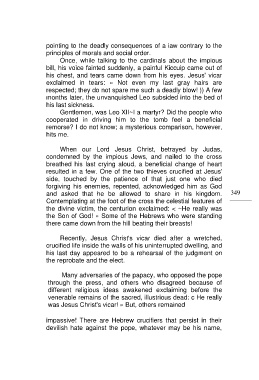 pointing to the deadly consequences of a iaw contrary to the
principles of morals and social order.
Once, while talking to the cardinals about the impious
bill, his voice fainted suddenly, a painful Kiccuip came out of
his chest, and tears came down from his eyes. Jesus' vicar
exclaimed in tears: « Not even my last gray hairs are
respected; they do not spare me such a deadly blow! )) A few
months later, the unvanquished Leo subsided into the bed of
his last sickness.
Gentlemen, was Leo XII~I a martyr? Did the people who
cooperated in driving him to the tomb feel a beneficial
remorse? I do not know; a mysterious comparison, however,
hits me.
When our Lord Jesus Christ, betrayed by Judas,
condemned by the impious Jews, and nailed to the cross
breathed his last crying aloud, a beneficial change of heart
resulted in a few. One of the two thieves crucified at Jesus'
side, touched by the patience of that just one who died
forgiving his enemies, repented, acknowledged him as God
and asked that he be allowed to share in his kingdom.
349
Contemplating at the foot of the cross the celestial features of
the divine victim, the centurion exclaimed: < ~He really was
the Son of God! » Some of the Hebrews who were standing
there came down from the hill beating their breasts!
Recently, Jesus Christ's vicar died after a wretched,
crucified life inside the walls of his uninterrupted dwelling, and
his last day appeared to be a rehearsal of the judgment on
the reprobate and the elect.
Many adversaries of the papacy, who opposed the pope
through the press, and others who disagreed because of
different religious ideas awakened exclaiming before the
venerable remains of the sacred, illustrious dead: c He really
was Jesus Christ's vicar! » But, others remained
impassive! There are Hebrew crucifiers that persist in their
devilish hate against the pope, whatever may be his name,